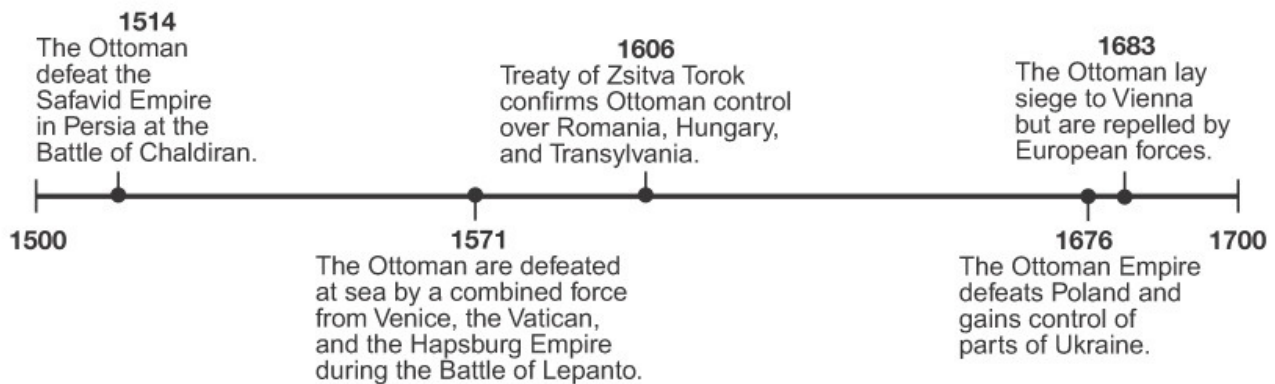 1514
The Ottoman
defeat the
Safavid Empire
in Persia at the
Battle of Chaldiran.
1606
Treaty of Zsitva Torok
confirms Ottoman control
over Romania, Hungary,
and Transylvania.
1683
The Ottoman lay
siege to Vienna
but are repelled by
European forces.
1500
1571
The Ottoman are defeated
at sea by a combined force
from Venice, the Vatican,
and the Hapsburg Empire
during the Battle of Lepanto.
1676
The Ottoman Empire
defeats Poland and
gains control of
parts of Ukraine.
1700